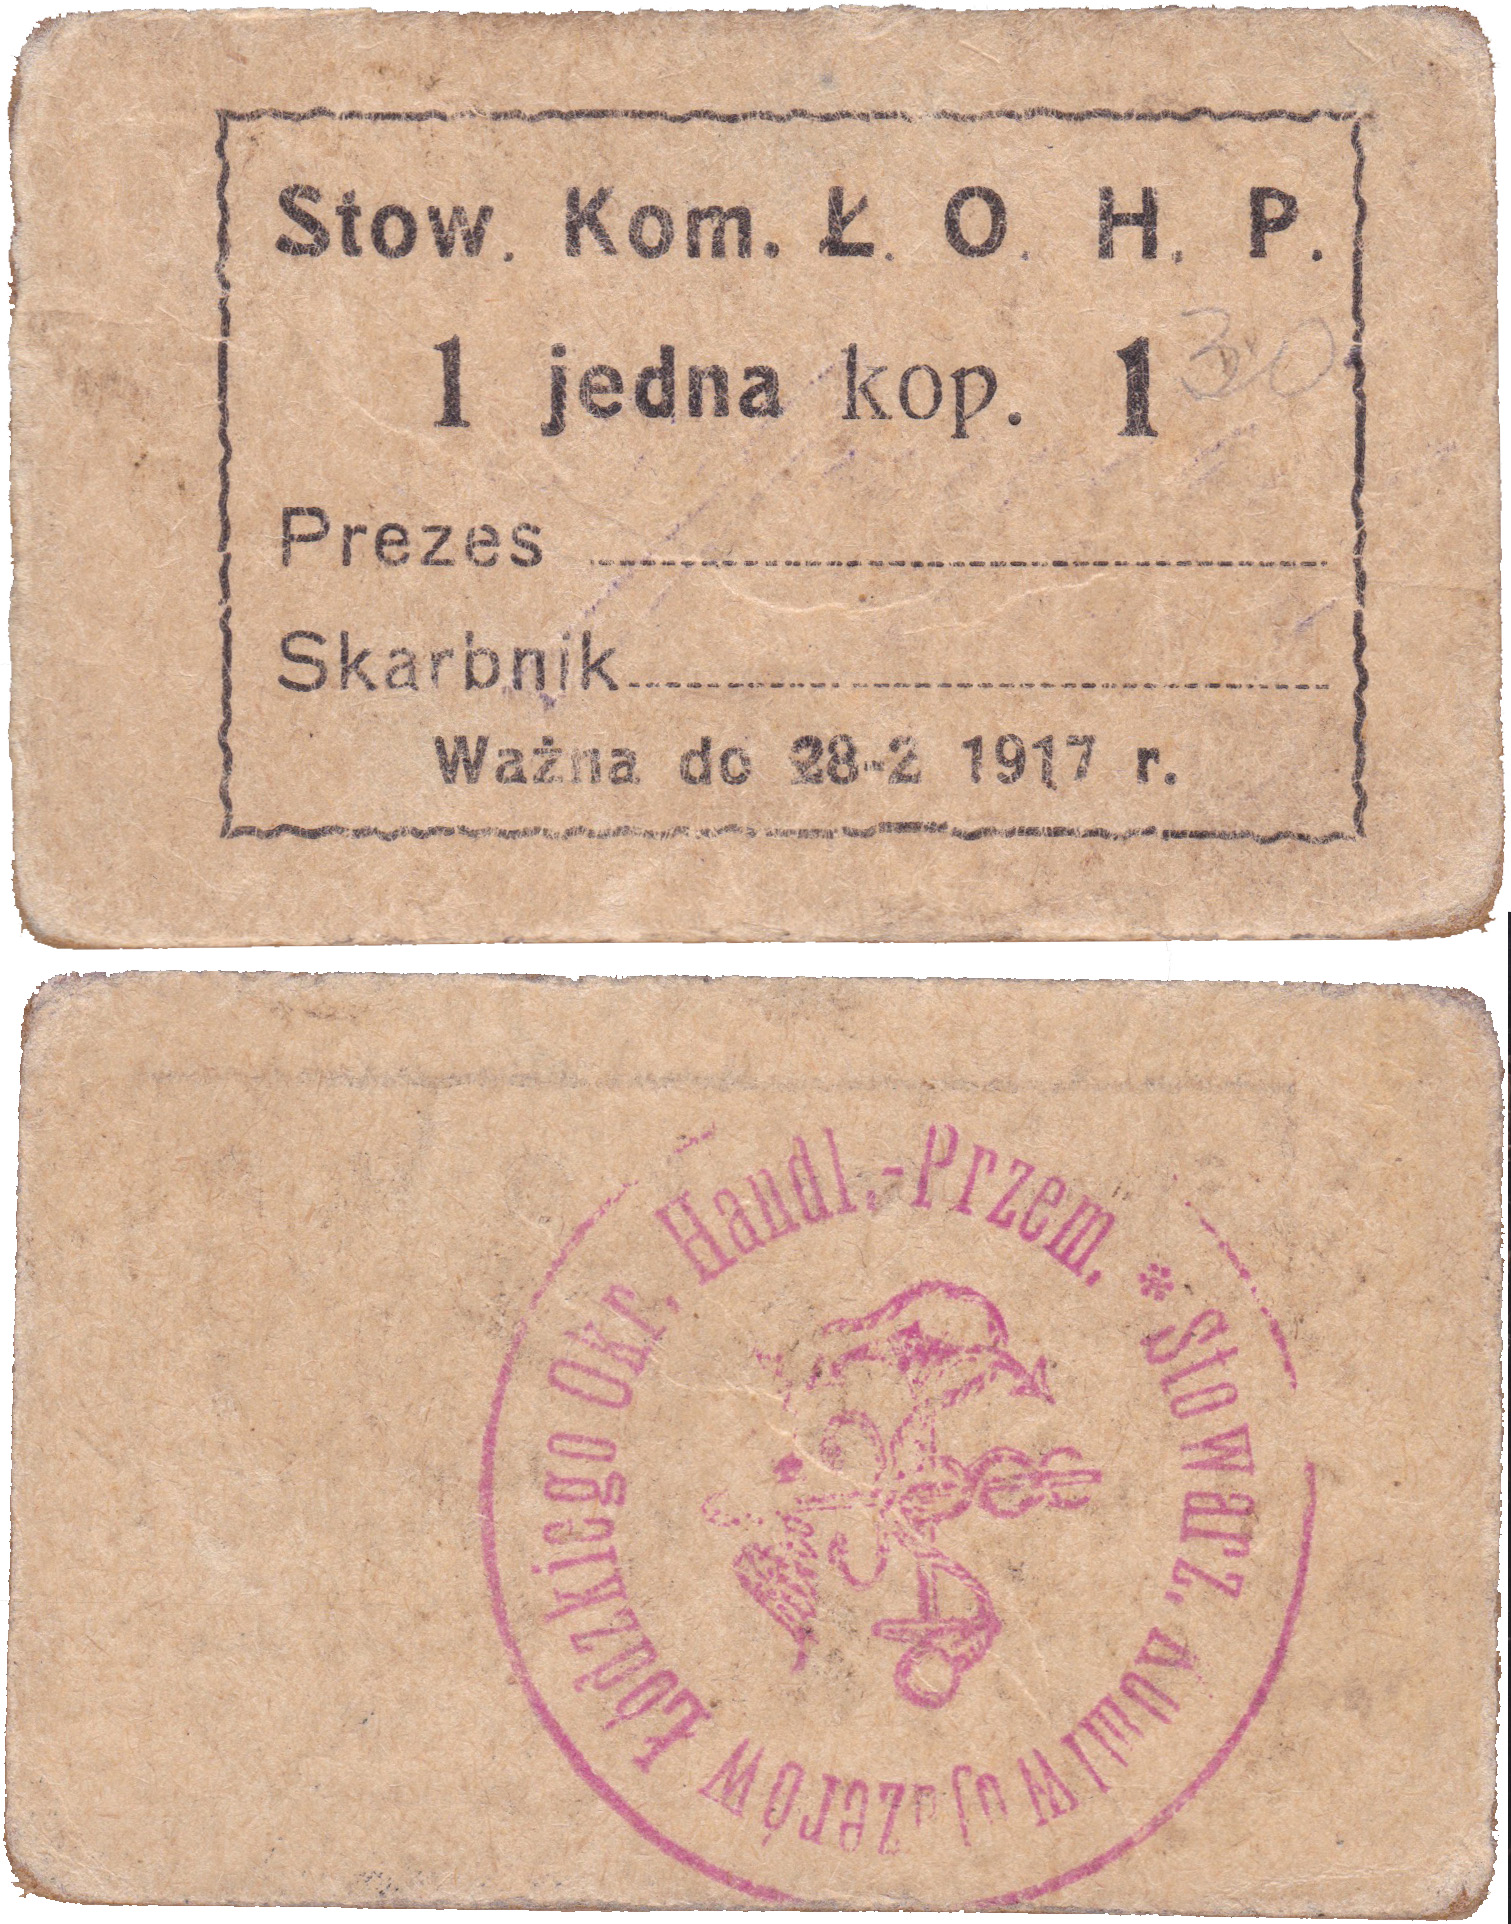 Stow. Kom. Ł. O. H. P.
1 jedna kop. 1
30
Prezes
Skarbnik
Ważna do 28-2 1917 r.
Stowarz. Komiwojażerów Łódzkiego Okr. Handl.-Przem. *